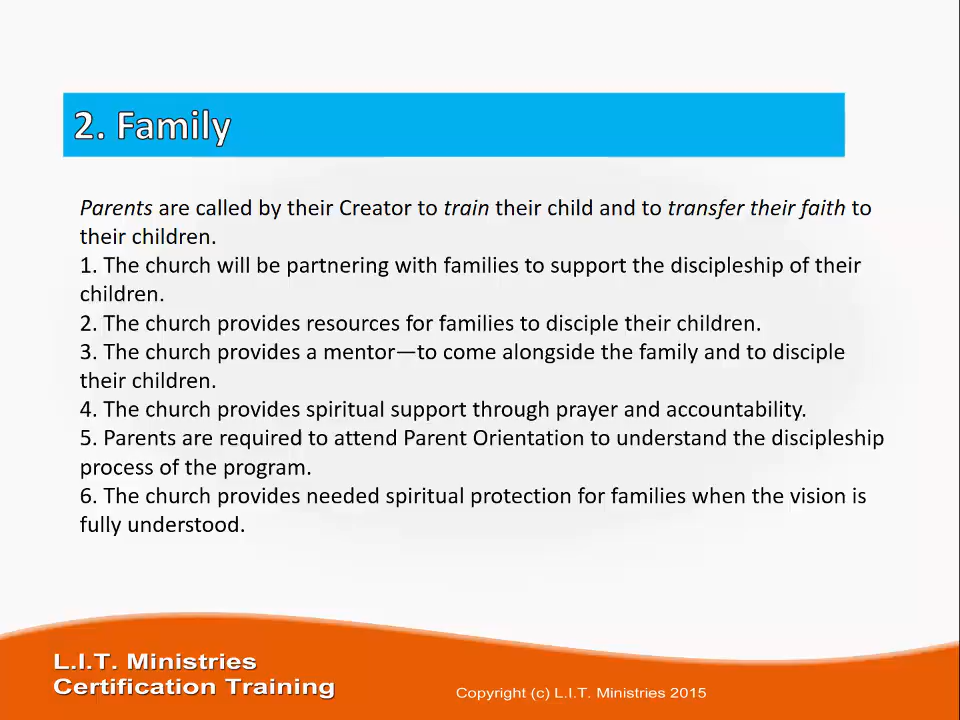 2. Family
Parents are called by their Creator to train their child and to transfer their faith to
their children.
1. The church will be partnering with families to support the discipleship of their
children.
2. The church provides resources for families to disciple their children.
3. The church provides a mentor—to come alongside the family and to disciple
their children.
4. The church provides spiritual support through prayer and accountability.
5. Parents are required to attend Parent Orientation to understand the discipleship
process of the program.
6. The church provides needed spiritual protection for families when the vision is
fully understood.
L.I.T. Ministries
Certification Training
Copyright (c) L.I.T. Ministries 2015